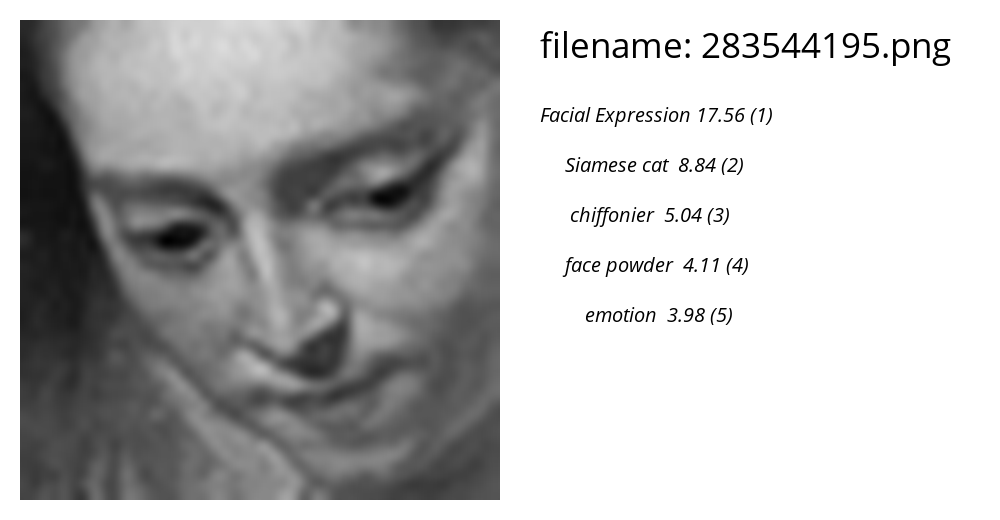 filename: 283544195.png
Facial Expression 17.56 (1)
Siamese cat 8.84 (2)
chiffonier 5.04 (3)
face powder 4.11 (4)
emotion 3.98 (5)